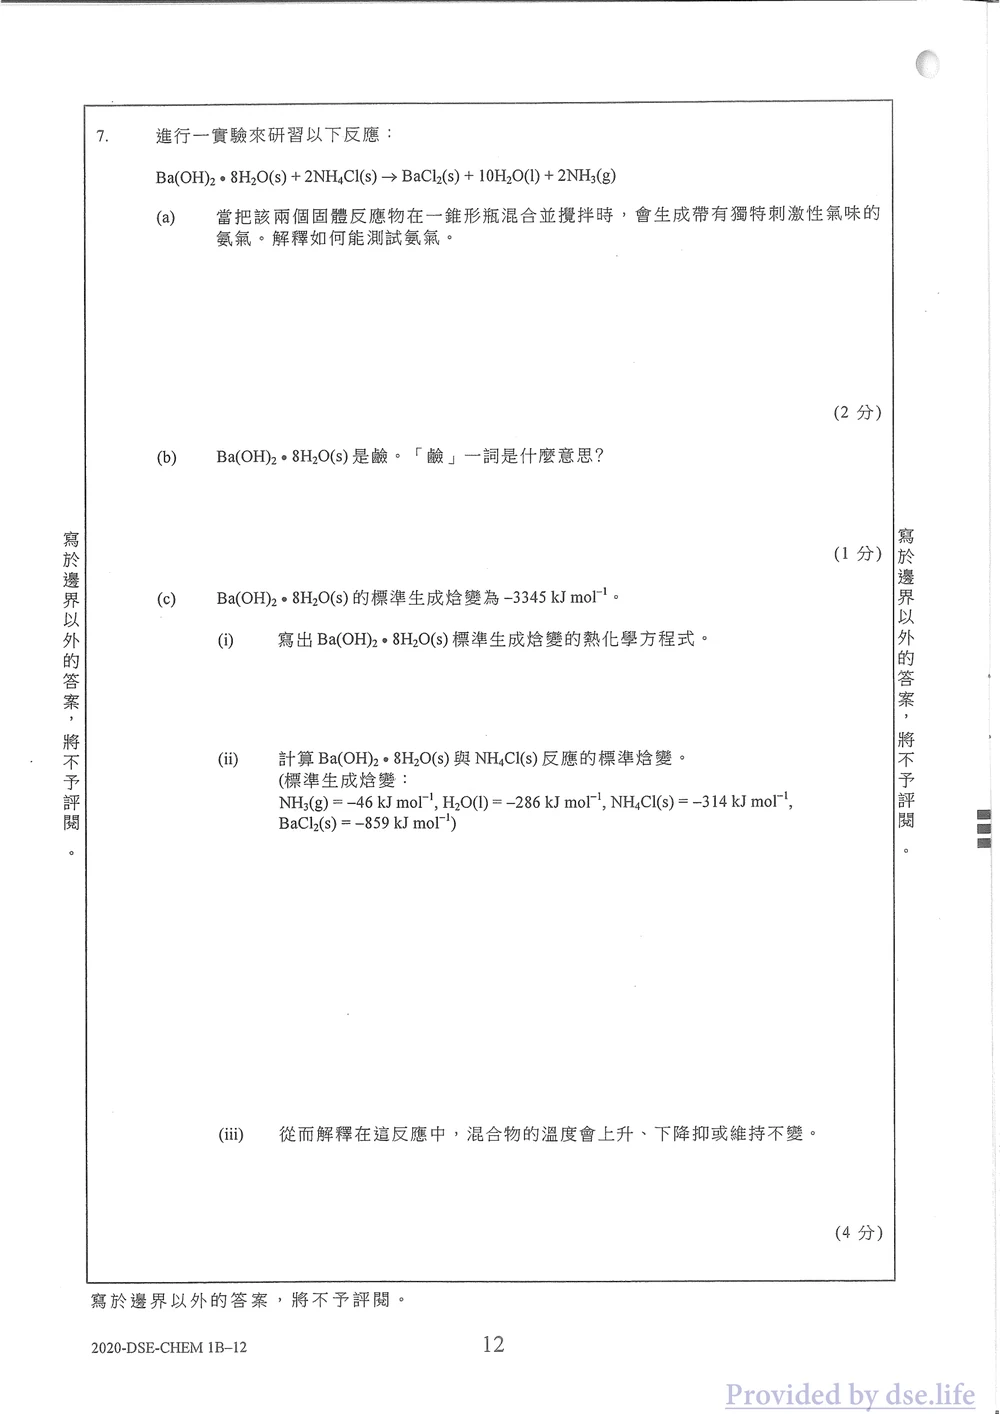 7. 進行一實驗來研習以下反應：
Ba(OH)₂•8H₂O(s) + 2NH₄Cl(s) → BaCl₂(s) + 10H₂O(l) + 2NH₃(g)
(a) 當把該兩個固體反應物在一錐形瓶混合並攪拌時，會生成帶有獨特刺激性氣味的
氨氣。解釋如何能測試氨氣。
(2 分)
(b) Ba(OH)₂•8H₂O(s) 是鹼。「鹼」一詞是什麼意思?
(1 分)
(c) Ba(OH)₂•8H₂O(s) 的標準生成焓變為 –3345 kJ mol⁻¹。
(i) 寫出 Ba(OH)₂•8H₂O(s) 標準生成焓變的熱化學方程式。
(ii) 計算 Ba(OH)₂•8H₂O(s) 與 NH₄Cl(s) 反應的標準焓變。
(標準生成焓變：
NH₃(g) = –46 kJ mol⁻¹, H₂O(l) = –286 kJ mol⁻¹, NH₄Cl(s) = –314 kJ mol⁻¹,
BaCl₂(s) = –859 kJ mol⁻¹)
(iii) 從而解釋在這反應中，混合物的溫度會上升、下降抑或維持不變。
(4 分)
寫於邊界以外的答案，將不予評閱。
寫於邊界以外的答案，將不予評閱。
寫於邊界以外的答案，將不予評閱。
2020-DSE-CHEM 1B–12
12
Provided by dse.life